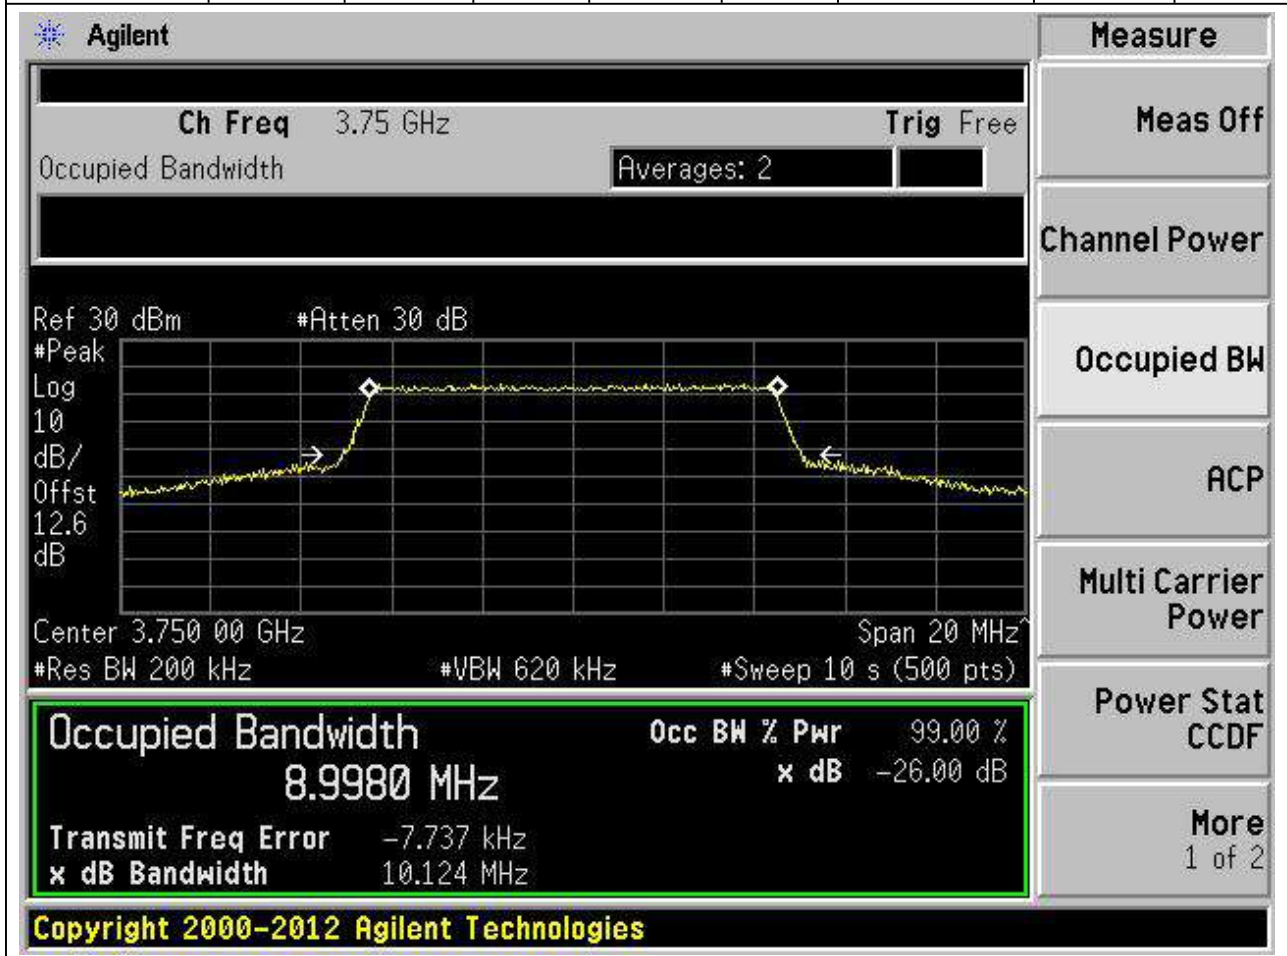 Agilent
Measure
Ch Freq 3.75 GHz Trig Free
Occupied Bandwidth Averages: 2
Meas Off
Channel Power
Occupied BW
ACP
Multi Carrier
Power
Power Stat
CCDF
More
1 of 2
Ref 30 dBm #Atten 30 dB
#Peak
Log
10
dB/
Offst
12.6
dB
Center 3.750 00 GHz Span 20 MHz^
#Res BW 200 kHz #VBW 620 kHz #Sweep 10 s (500 pts)
Occupied Bandwidth Occ BW % Pwr 99.00 %
8.9980 MHz x dB -26.00 dB
Transmit Freq Error -7.737 kHz
x dB Bandwidth 10.124 MHz
Copyright 2000-2012 Agilent Technologies